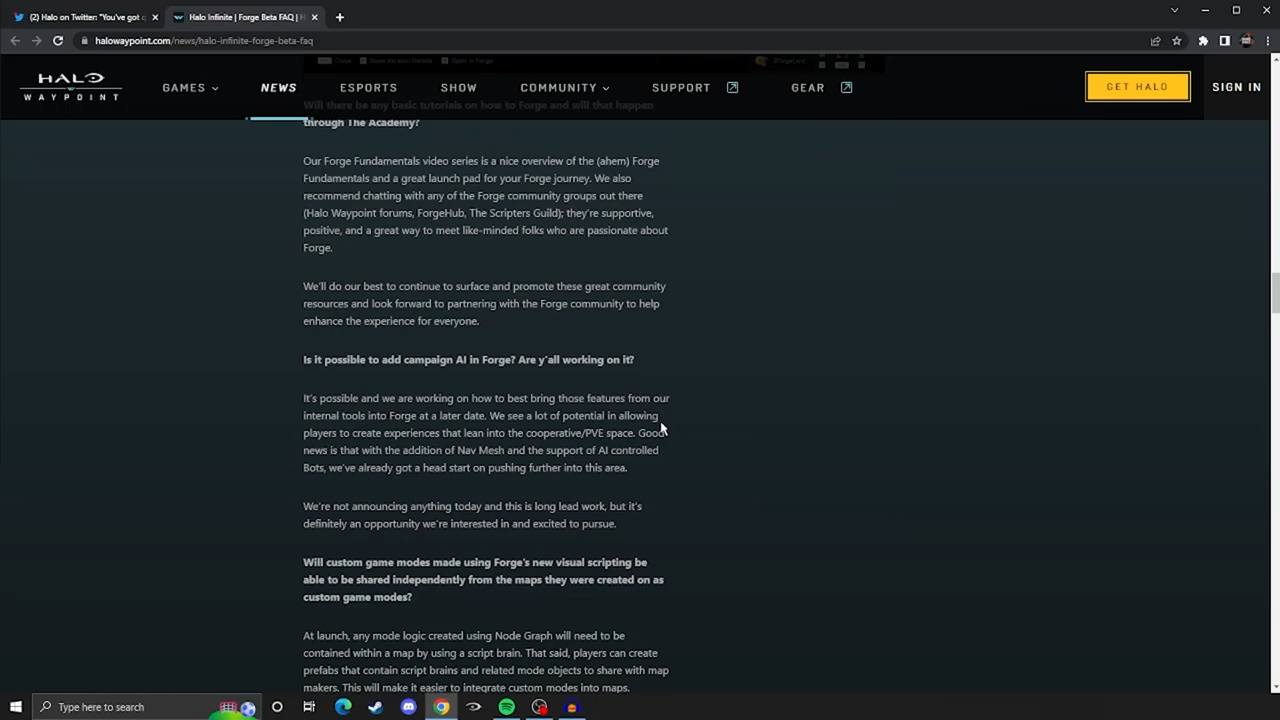 (2) Halo on Twitter: "You've got
Halo Infinite | Forge Beta FAQ | H
halowaypoint.com/news/halo-infinite-forge-beta-faq
HALO
WAYPOINT
GAMES
NEWS
ESPORTS
SHOW
COMMUNITY
SUPPORT
GEAR
GET HALO
SIGN IN
Will there be any basic tutorials on how to Forge and will that happen
through The Academy?
Our Forge Fundamentals video series is a nice overview of the (ahem) Forge
Fundamentals and a great launch pad for your Forge journey. We also
recommend chatting with any of the Forge community groups out there
(Halo Waypoint forums, ForgeHub, The Scripters Guild); they're supportive,
positive, and a great way to meet like-minded folks who are passionate about
Forge.
We'll do our best to continue to surface and promote these great community
resources and look forward to partnering with the Forge community to help
enhance the experience for everyone.
Is it possible to add campaign AI in Forge? Are y'all working on it?
It's possible and we are working on how to best bring those features from our
internal tools into Forge at a later date. We see a lot of potential in allowing
players to create experiences that lean into the cooperative/PVE space. Good
news is that with the addition of Nav Mesh and the support of AI controlled
Bots, we've already got a head start on pushing further into this area.
We're not announcing anything today and this is long lead work, but it's
definitely an opportunity we're interested in and excited to pursue.
Will custom game modes made using Forge's new visual scripting be
able to be shared independently from the maps they were created on as
custom game modes?
At launch, any mode logic created using Node Graph will need to be
contained within a map by using a script brain. That said, players can create
prefabs that contain script brains and related mode objects to share with map
makers. This will make it easier to integrate custom modes into maps.
Type here to search